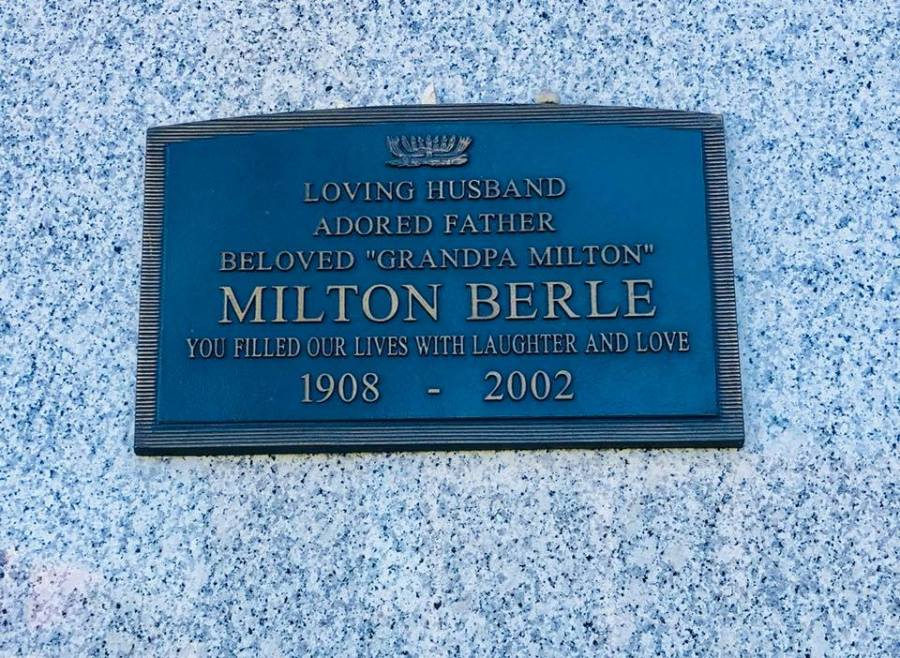 LOVING HUSBAND
ADORED FATHER
BELOVED "GRANDPA MILTON"
MILTON BERLE
YOU FILLED OUR LIVES WITH LAUGHTER AND LOVE
1908 - 2002